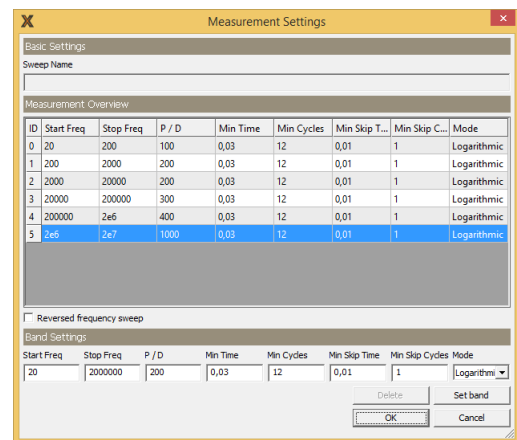 X Measurement Settings x
Basic Settings
Sweep Name
Measurement Overview
ID Start Freq Stop Freq P / D Min Time Min Cycles Min Skip T... Min Skip C... Mode
0 20 200 100 0,03 12 0,01 1 Logarithmic
1 200 2000 200 0,03 12 0,01 1 Logarithmic
2 2000 20000 200 0,03 12 0,01 1 Logarithmic
3 20000 200000 300 0,03 12 0,01 1 Logarithmic
4 200000 2e6 400 0,03 12 0,01 1 Logarithmic
5 2e6 2e7 1000 0,03 12 0,01 1 Logarithmic
Reversed frequency sweep
Band Settings
Start Freq Stop Freq P / D Min Time Min Cycles Min Skip Time Min Skip Cycles Mode
20 2000000 200 0,03 12 0,01 1 Logarithmi
Delete Set band
OK Cancel